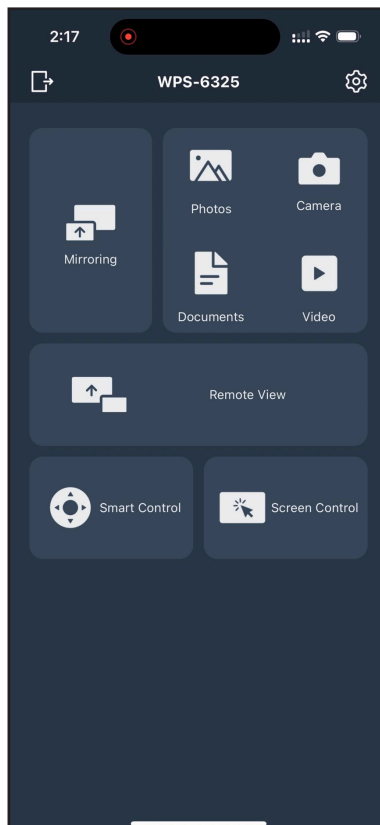 2:17
WPS-6325
Mirroring
Photos
Camera
Documents
Video
Remote View
Smart Control
Screen Control